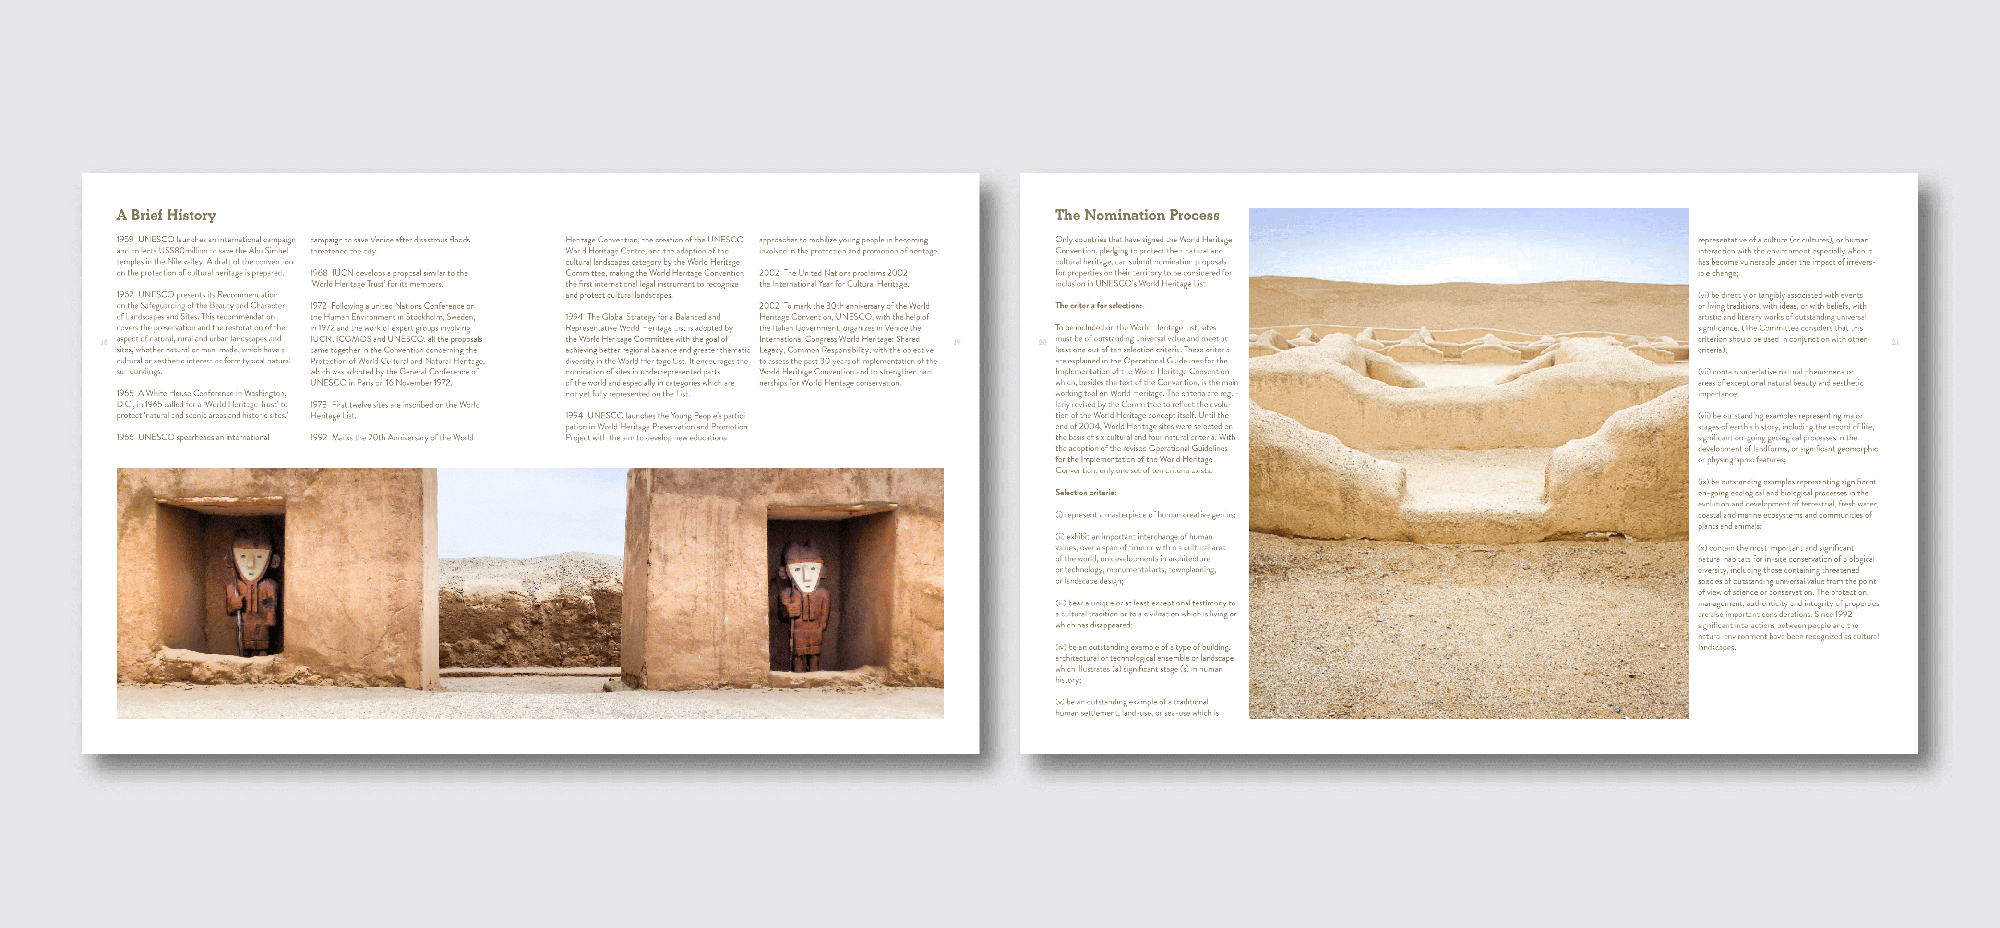 A Brief History
1959 UNESCO launches an international campaign
and collects US$80million to save the Abu Simbel
temples in the Nile valley. A draft of the convention
on the protection of cultural heritage is prepared.
1962 UNESCO presents its Recommendation
on the Safeguarding of the Beauty and Character
of Landscapes and Sites. This recommendation
covers the preservation and the restoration of the
aspect of natural, rural and urban landscapes and
sites, whether natural or man-made, which have a
cultural or aesthetic interest or form typical natural
surroundings.
1965 A White House Conference in Washington,
D.C., in 1965 called for a 'World Heritage Trust' to
protect 'natural and scenic areas and historic sites.'
1966 UNESCO spearheads an international
campaign to save Venice after disastrous floods
threatened the city.
1968 IUCN develops a proposal similar to the
'World Heritage Trust' for its members.
1972 Following a united Nations Conference on
the Human Environment in Stockholm, Sweden,
in 1972 and the work of expert groups involving
IUCN, ICOMOS and UNESCO, all the proposals
came together in the Convention concerning the
Protection of World Cultural and Natural Heritage,
which was adopted by the General Conference of
UNESCO in Paris on 16 November 1972.
1978 First twelve sites are inscribed on the World
Heritage List.
1992 Marks the 20th Anniversary of the World
Heritage Convention, the creation of the UNESCO
World Heritage Centre, and the adoption of the
cultural landscapes category by the World Heritage
Committee, making the World Heritage Convention
the first international legal instrument to recognize
and protect cultural landscapes.
1994 The Global Strategy for a Balanced and
Representative World Heritage List is adopted by
the World Heritage Committee with the goal of
achieving better regional balance and greater thematic
diversity in the World Heritage List. It encourages the
nomination of sites in underrepresented parts
of the world and especially in categories which are
not yet fully represented on the List.
1994 UNESCO launches the Young People's partici-
pation in World Heritage Preservation and Promotion
Project with the aim to develop new educational
approaches to mobilize young people in becoming
involved in the protection and promotion of heritage.
2002 The United Nations proclaims 2002
the International Year for Cultural Heritage.
2002 To mark the 30th anniversary of the World
Heritage Convention, UNESCO, with the help of
the Italian Government, organizes in Venice the
International Congress World Heritage: Shared
Legacy, Common Responsibility, with the objective
to assess the past 30 years of implementation of the
World Heritage Convention and to strengthen part
nerships for World Heritage conservation.
18
19
The Nomination Process
Only countries that have signed the World Heritage
Convention, pledging to protect their natural and
cultural heritage, can submit nomination proposals
for properties on their territory to be considered for
inclusion in UNESCO's World Heritage List.
The criteria for selection:
To be included on the World Heritage List, sites
must be of outstanding universal value and meet at
least one out of ten selection criteria. These criteria
are explained in the Operational Guidelines for the
Implementation of the World Heritage Convention
which, besides the text of the Convention, is the main
working tool on World Heritage. The criteria are regu-
larly revised by the Committee to reflect the evolu-
tion of the World Heritage concept itself. Until the
end of 2004, World Heritage sites were selected on
the basis of six cultural and four natural criteria. With
the adoption of the revised Operational Guidelines
for the Implementation of the World Heritage
Convention, only one set of ten criteria exists.
Selection criteria:
(i) represent a masterpiece of human creative genius;
(ii) exhibit an important interchange of human
values, over a span of time or within a cultural area
of the world, on developments in architecture
or technology, monumental arts, townplanning,
or landscape design;
(iii) bear a unique or at least exceptional testimony to
a cultural tradition or to a civilization which is living or
which has disappeared;
(iv) be an outstanding example of a type of building,
architectural or technological ensemble or landscape
which illustrates (a) significant stage (s) in human
history;
(v) be an outstanding example of a traditional
human settlement, land-use, or sea-use which is
representative of a culture (or cultures), or human
interaction with the environment especially when it
has become vulnerable under the impact of irrevers-
ible change;
(vi) be directly or tangibly associated with events
or living traditions, with ideas, or with beliefs, with
artistic and literary works of outstanding universal
significance. (The Committee considers that this
criterion should be used in conjunction with other
criteria);
(vii) contain superlative natural phenomena or
areas of exceptional natural beauty and aesthetic
importance;
(vii) be outstanding examples representing major
stages of earth's history, including the record of life,
significant on-going geological processes in the
development of landforms, or significant geomorphic
or physiographic features;
(ix) be outstanding examples representing significant
on-going ecological and biological processes in the
evolution and development of terrestrial, fresh water,
coastal and marine ecosystems and communities of
plants and animals;
(x) contain the most important and significant
natural habitats for in-situ conservation of biological
diversity, including those containing threatened
species of outstanding universal value from the point
of view of science or conservation. The protection,
management, authenticity and integrity of properties
are also important considerations. Since 1992
significant interactions between people and the
natural environment have been recognized as cultural
landscapes.
20
21